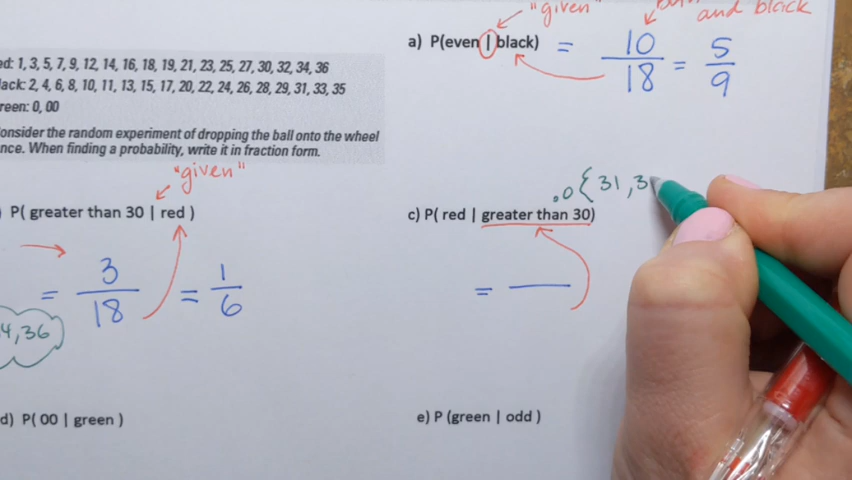 "given"
and black
a) P(even | black) = 10/18 = 5/9
ed: 1, 3, 5, 7, 9, 12, 14, 16, 18, 19, 21, 23, 25, 27, 30, 32, 34, 36
lack: 2, 4, 6, 8, 10, 11, 13, 15, 17, 20, 22, 24, 26, 28, 29, 31, 33, 35
reen: 0, 00
onsider the random experiment of dropping the ball onto the wheel
nce. When finding a probability, write it in fraction form.
"given"
) P( greater than 30 | red )
= 3/18 = 1/6
4,36
{31,3
c) P( red | greater than 30)
=
d) P( 00 | green )
e) P (green | odd )